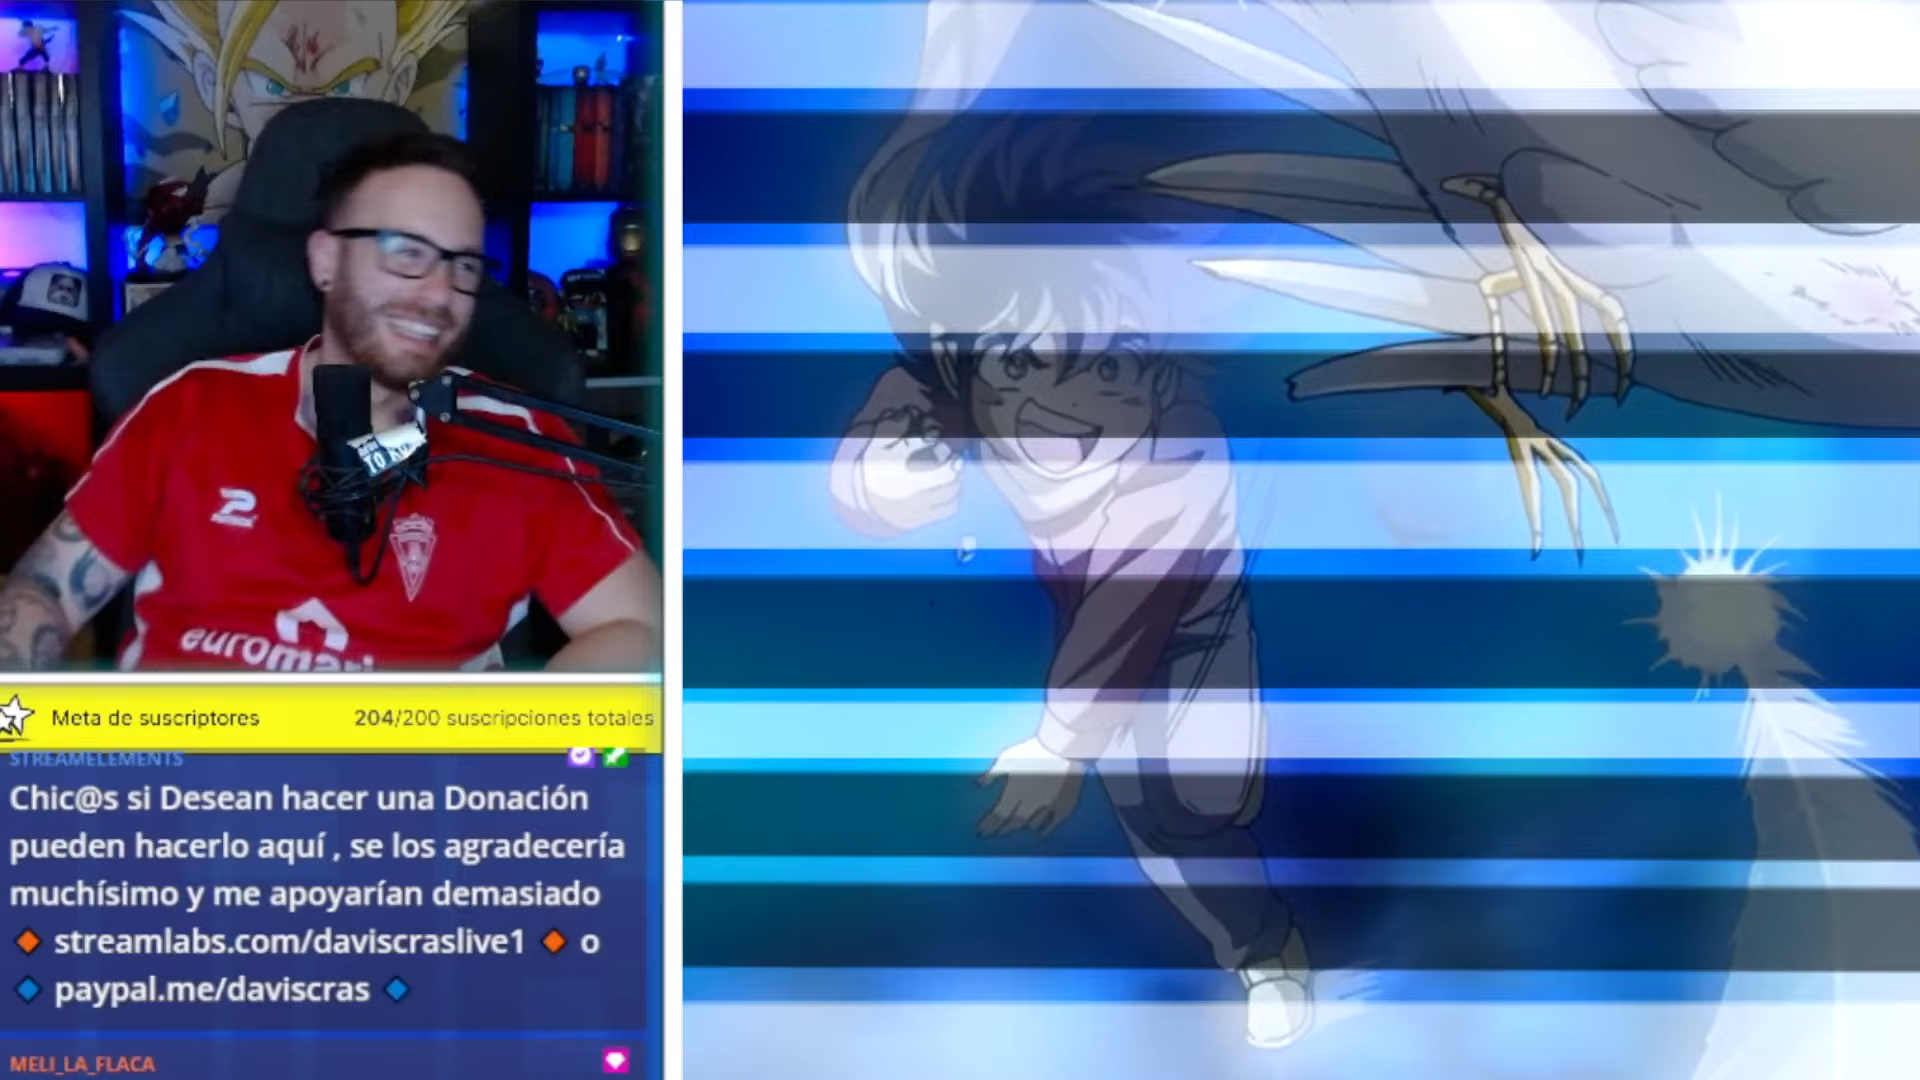 euromar
Meta de suscriptores
204/200 suscripciones totales
STREAMELEMENTS
Chic@s si Desean hacer una Donación
pueden hacerlo aquí , se los agradecería
muchísimo y me apoyarían demasiado
streamlabs.com/daviscraslive1 o
paypal.me/daviscras
MELI_LA_FLACA